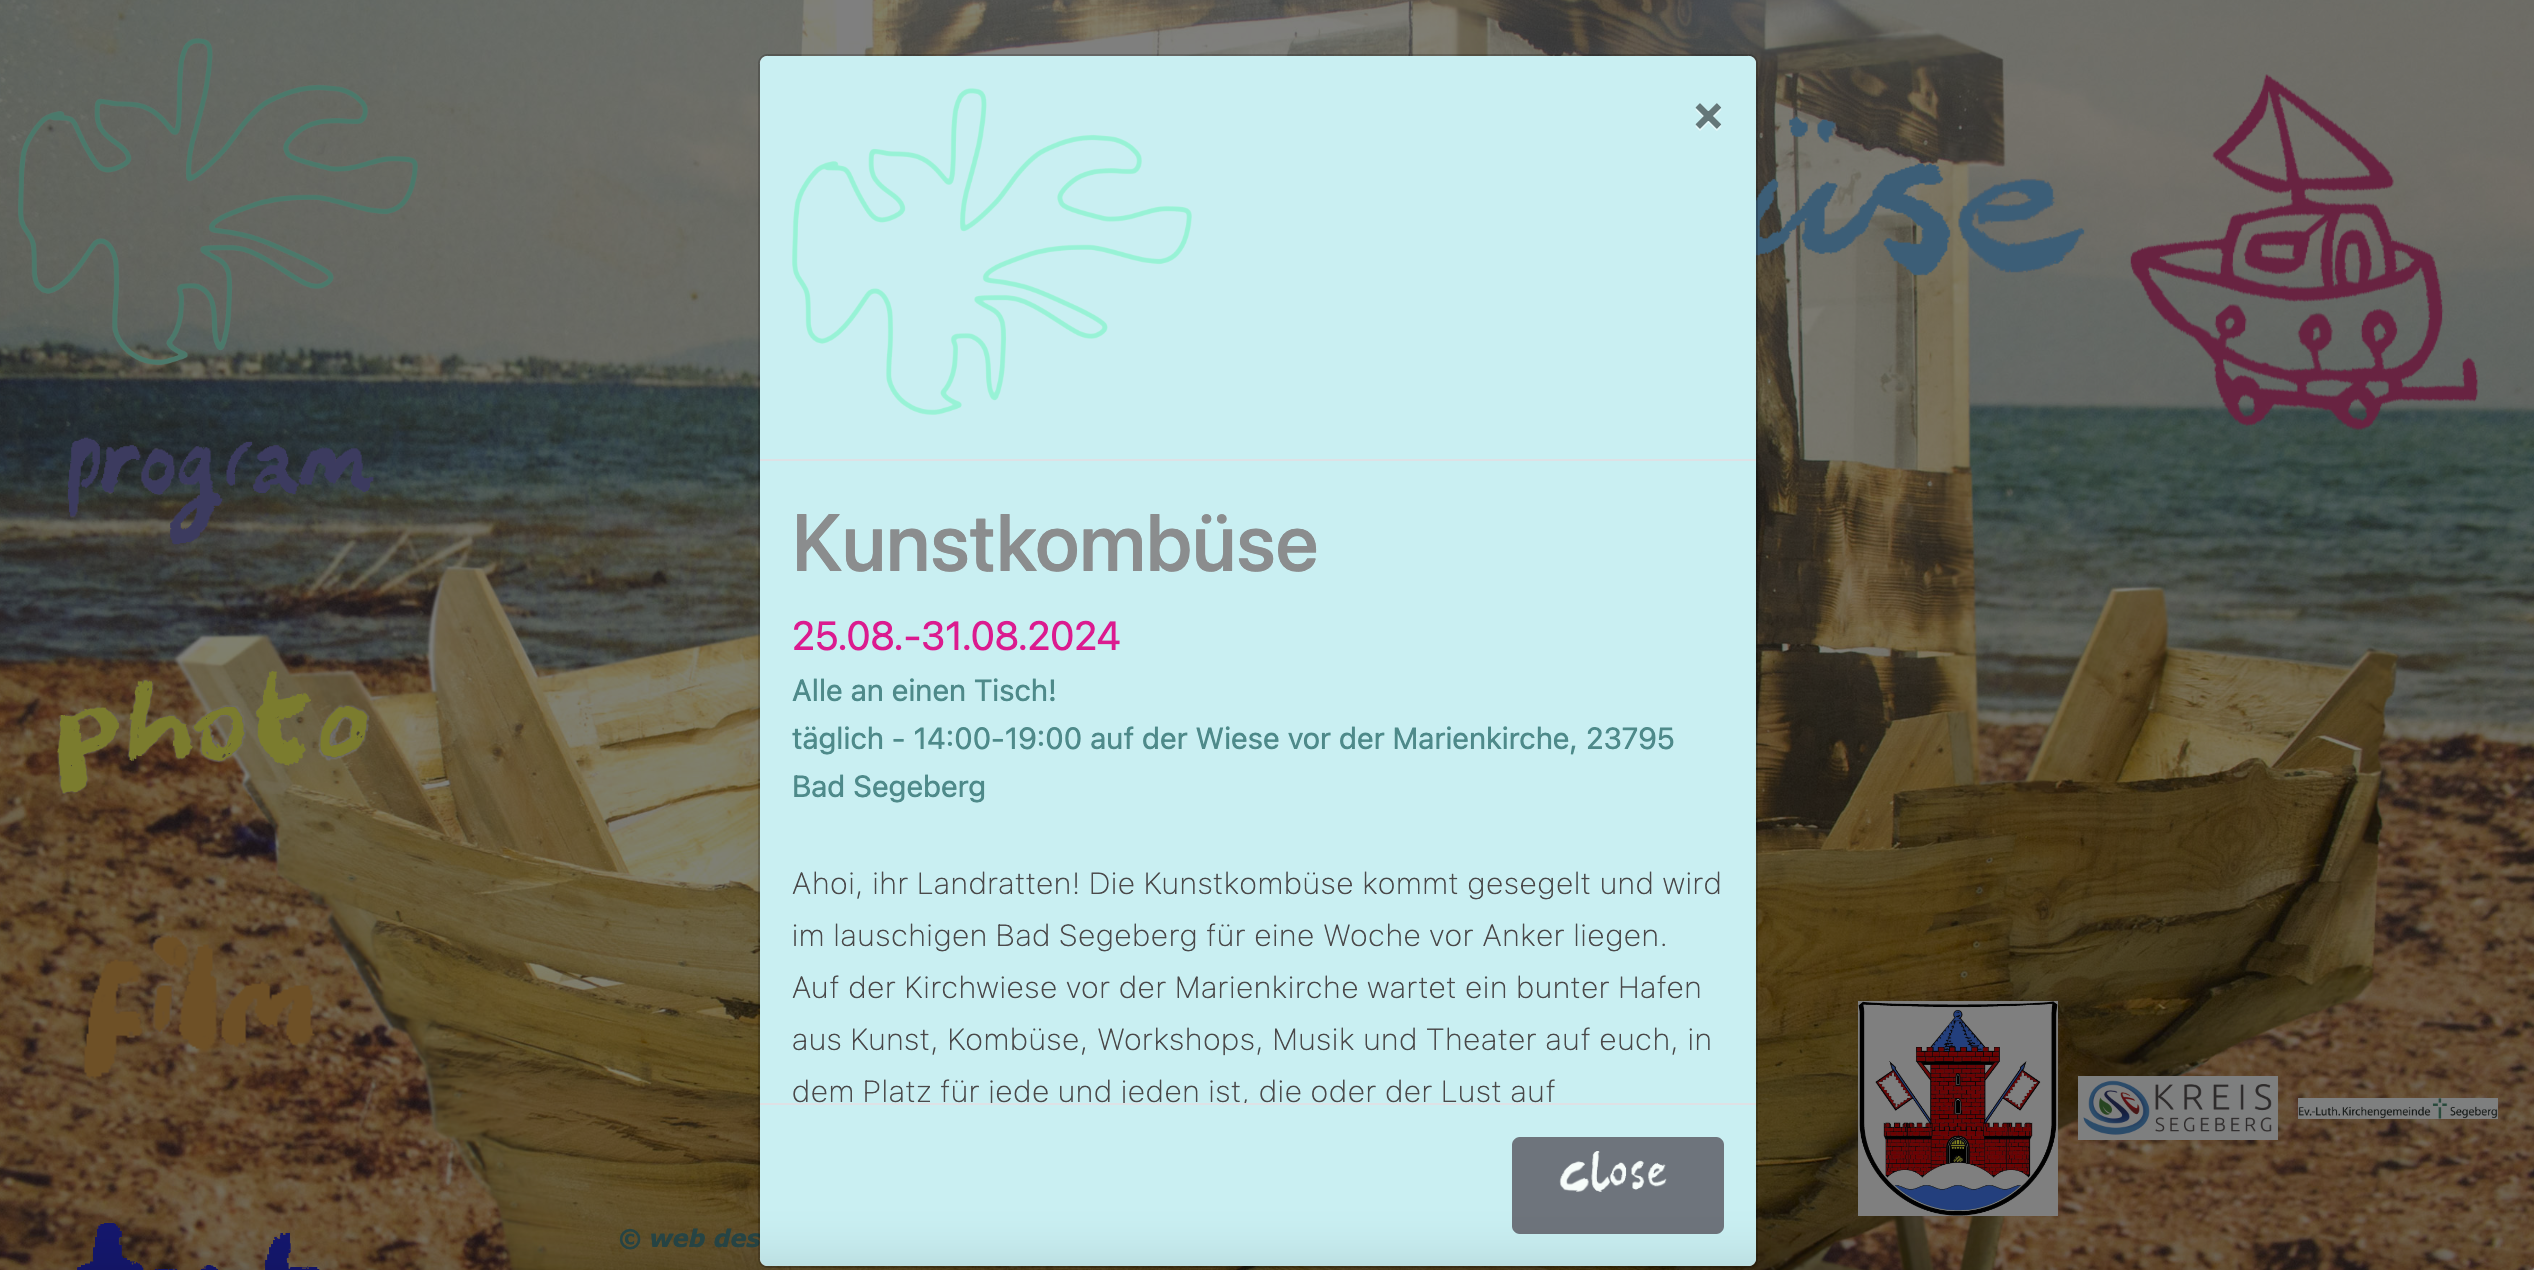 üse
program
photo
film
Kunstkombüse
25.08.-31.08.2024
Alle an einen Tisch!
täglich - 14:00-19:00 auf der Wiese vor der Marienkirche, 23795
Bad Segeberg
Ahoi, ihr Landratten! Die Kunstkombüse kommt gesegelt und wird
im lauschigen Bad Segeberg für eine Woche vor Anker liegen.
Auf der Kirchwiese vor der Marienkirche wartet ein bunter Hafen
aus Kunst, Kombüse, Workshops, Musik und Theater auf euch, in
dem Platz für jede und jeden ist, die oder der Lust auf
close
© web des
KREIS
SEGEBERG
Ev.-Luth. Kirchengemeinde Segeberg